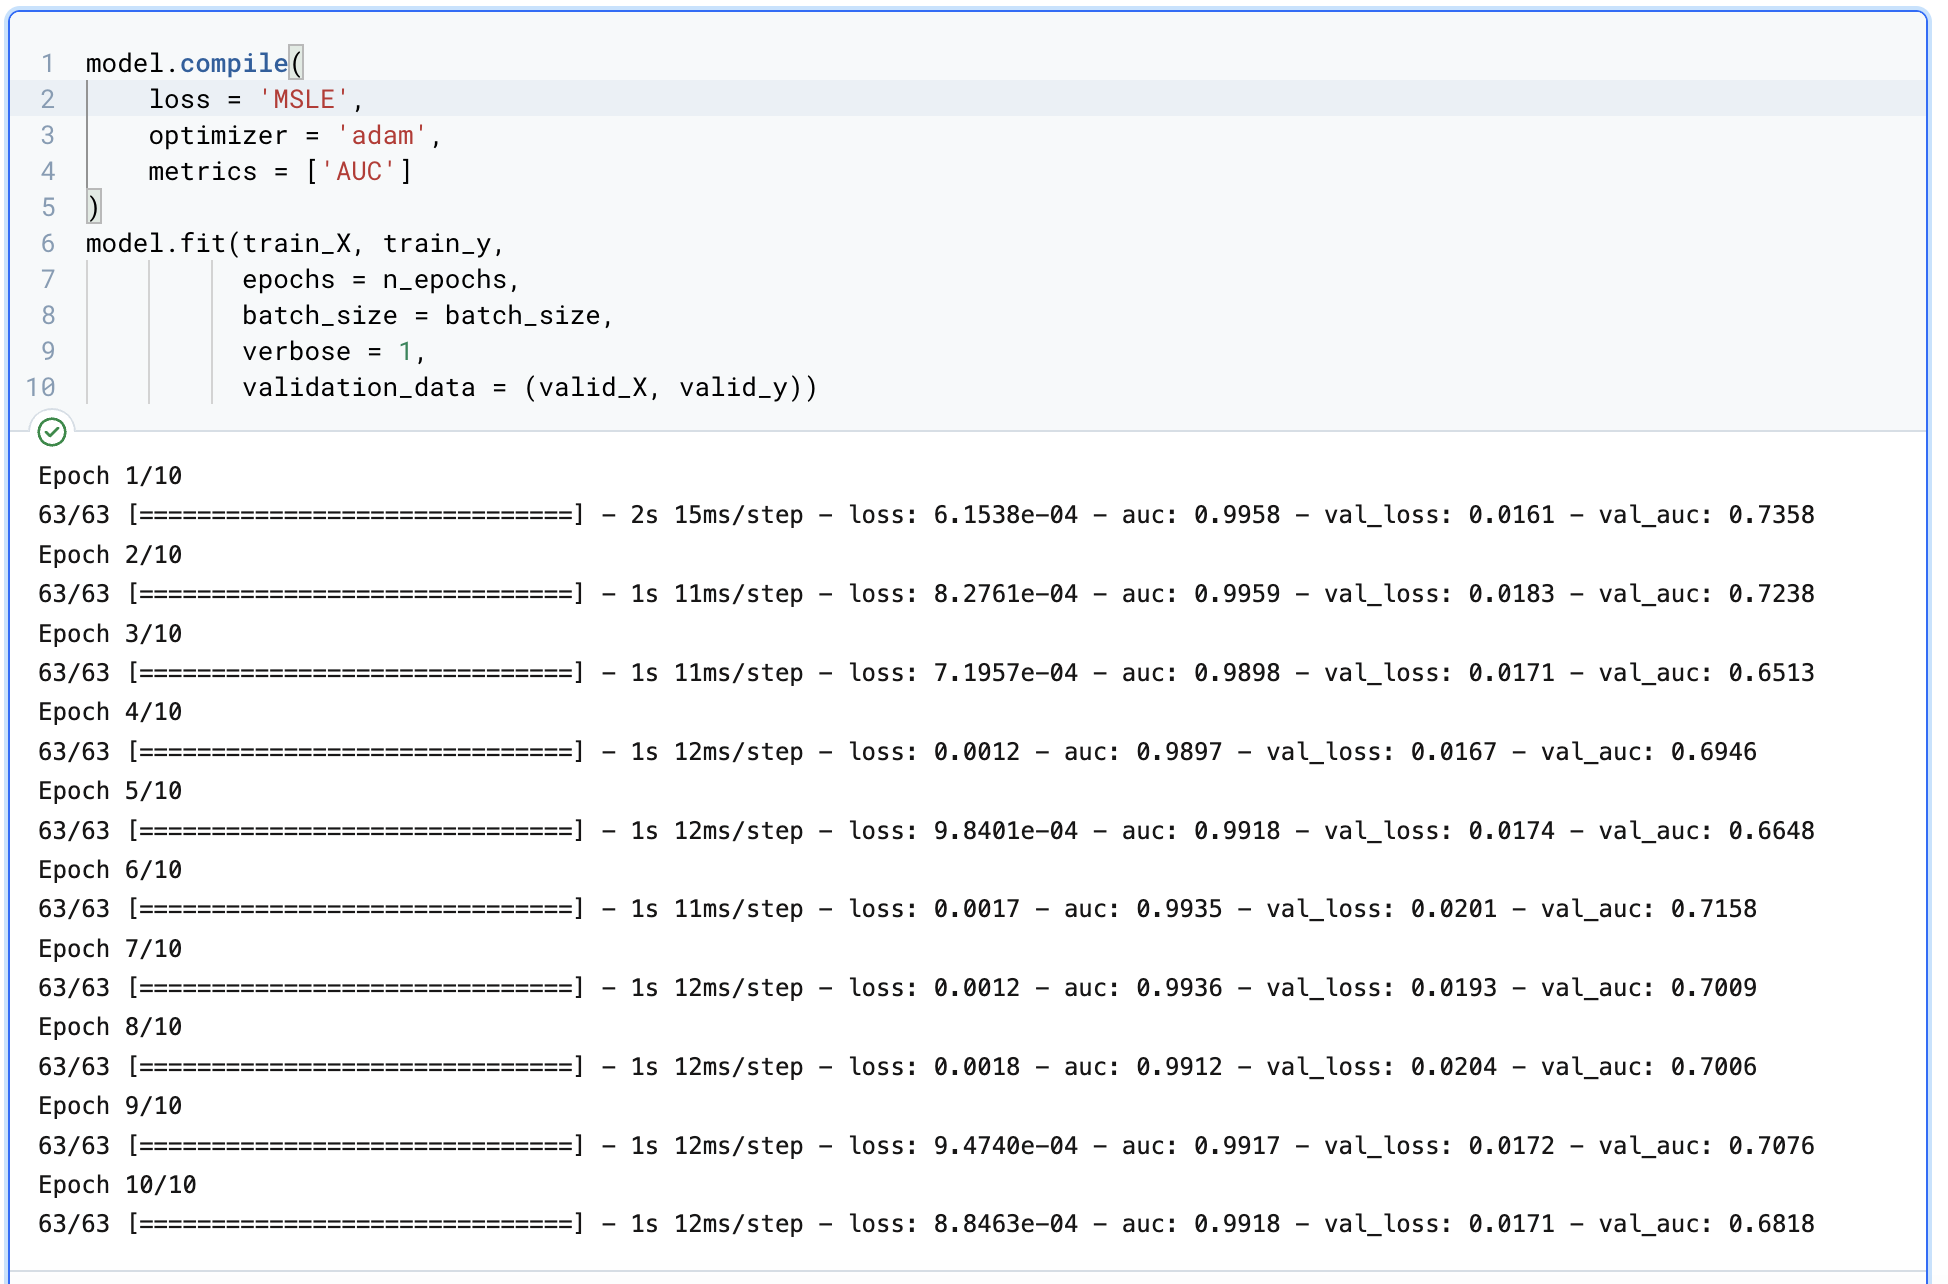 1 model.compile(
2     loss = 'MSLE',
3     optimizer = 'adam',
4     metrics = ['AUC']
5 )
6 model.fit(train_X, train_y,
7           epochs = n_epochs,
8           batch_size = batch_size,
9           verbose = 1,
10           validation_data = (valid_X, valid_y))
Epoch 1/10
63/63 [==============================] - 2s 15ms/step - loss: 6.1538e-04 - auc: 0.9958 - val_loss: 0.0161 - val_auc: 0.7358
Epoch 2/10
63/63 [==============================] - 1s 11ms/step - loss: 8.2761e-04 - auc: 0.9959 - val_loss: 0.0183 - val_auc: 0.7238
Epoch 3/10
63/63 [==============================] - 1s 11ms/step - loss: 7.1957e-04 - auc: 0.9898 - val_loss: 0.0171 - val_auc: 0.6513
Epoch 4/10
63/63 [==============================] - 1s 12ms/step - loss: 0.0012 - auc: 0.9897 - val_loss: 0.0167 - val_auc: 0.6946
Epoch 5/10
63/63 [==============================] - 1s 12ms/step - loss: 9.8401e-04 - auc: 0.9918 - val_loss: 0.0174 - val_auc: 0.6648
Epoch 6/10
63/63 [==============================] - 1s 11ms/step - loss: 0.0017 - auc: 0.9935 - val_loss: 0.0201 - val_auc: 0.7158
Epoch 7/10
63/63 [==============================] - 1s 12ms/step - loss: 0.0012 - auc: 0.9936 - val_loss: 0.0193 - val_auc: 0.7009
Epoch 8/10
63/63 [==============================] - 1s 12ms/step - loss: 0.0018 - auc: 0.9912 - val_loss: 0.0204 - val_auc: 0.7006
Epoch 9/10
63/63 [==============================] - 1s 12ms/step - loss: 9.4740e-04 - auc: 0.9917 - val_loss: 0.0172 - val_auc: 0.7076
Epoch 10/10
63/63 [==============================] - 1s 12ms/step - loss: 8.8463e-04 - auc: 0.9918 - val_loss: 0.0171 - val_auc: 0.6818